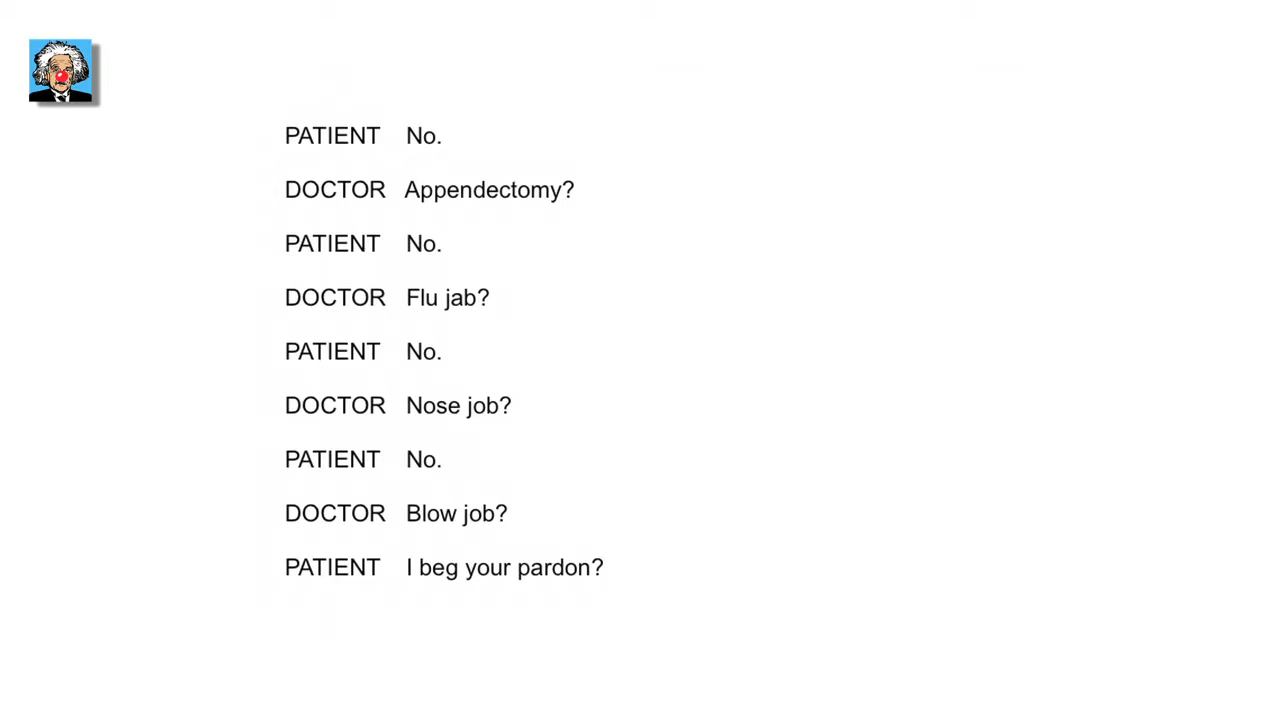 PATIENT No.
DOCTOR Appendectomy?
PATIENT No.
DOCTOR Flu jab?
PATIENT No.
DOCTOR Nose job?
PATIENT No.
DOCTOR Blow job?
PATIENT I beg your pardon?